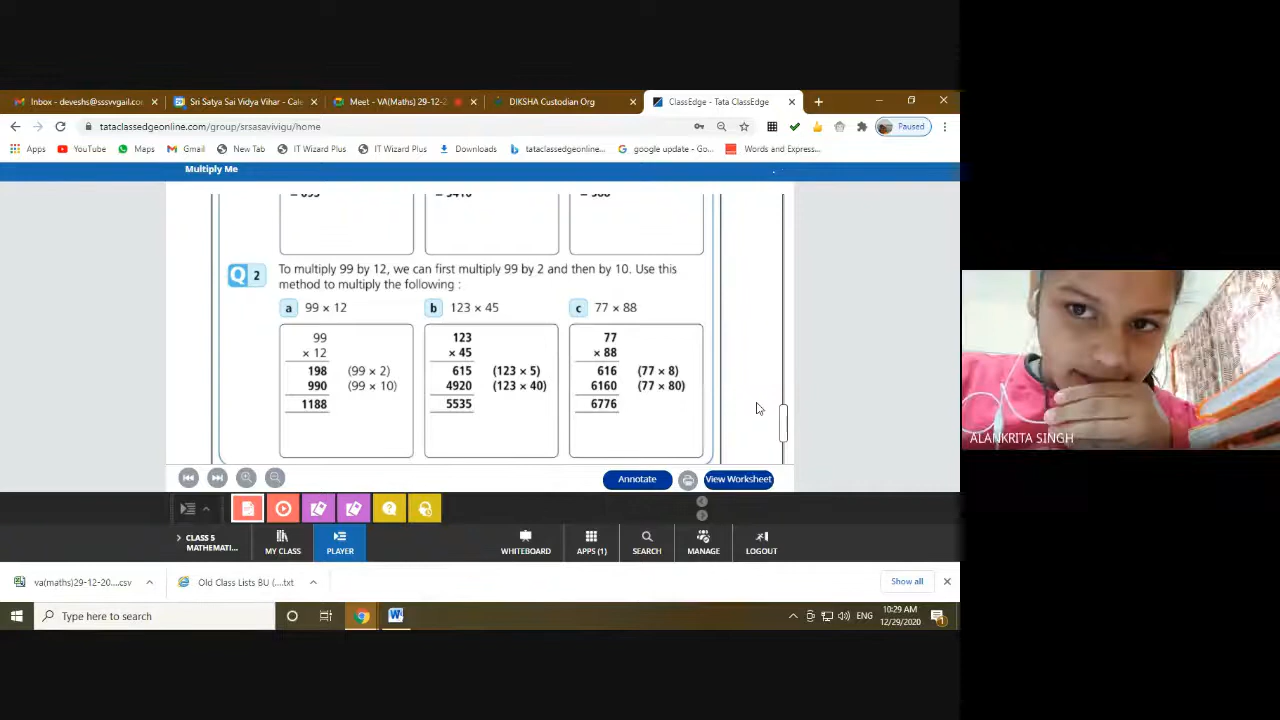 Inbox - deveshs@sssvvgail.co
Sri Satya Sai Vidya Vihar - Cale
Meet - VA(Maths) 29-12-2
DIKSHA Custodian Org
ClassEdge - Tata ClassEdge
tataclassedgeonline.com/group/srsasavivigu/home
Paused
Apps
YouTube
Maps
Gmail
New Tab
IT Wizard Plus
IT Wizard Plus
Downloads
tataclassedgeonline...
google update - Go...
Words and Express...
Multiply Me
Q 2
To multiply 99 by 12, we can first multiply 99 by 2 and then by 10. Use this
method to multiply the following :
a 99 × 12
b 123 × 45
c 77 × 88
99
× 12
198 (99 × 2)
990 (99 × 10)
1188
123
× 45
615 (123 × 5)
4920 (123 × 40)
5535
77
× 88
616 (77 × 8)
6160 (77 × 80)
6776
ALANKRITA SINGH
Annotate
View Worksheet
CLASS 5
MATHEMATI...
MY CLASS
PLAYER
WHITEBOARD
APPS (1)
SEARCH
MANAGE
LOGOUT
va(maths)29-12-20....csv
Old Class Lists BU (....txt
Show all
Type here to search
ENG
10:29 AM
12/29/2020
1